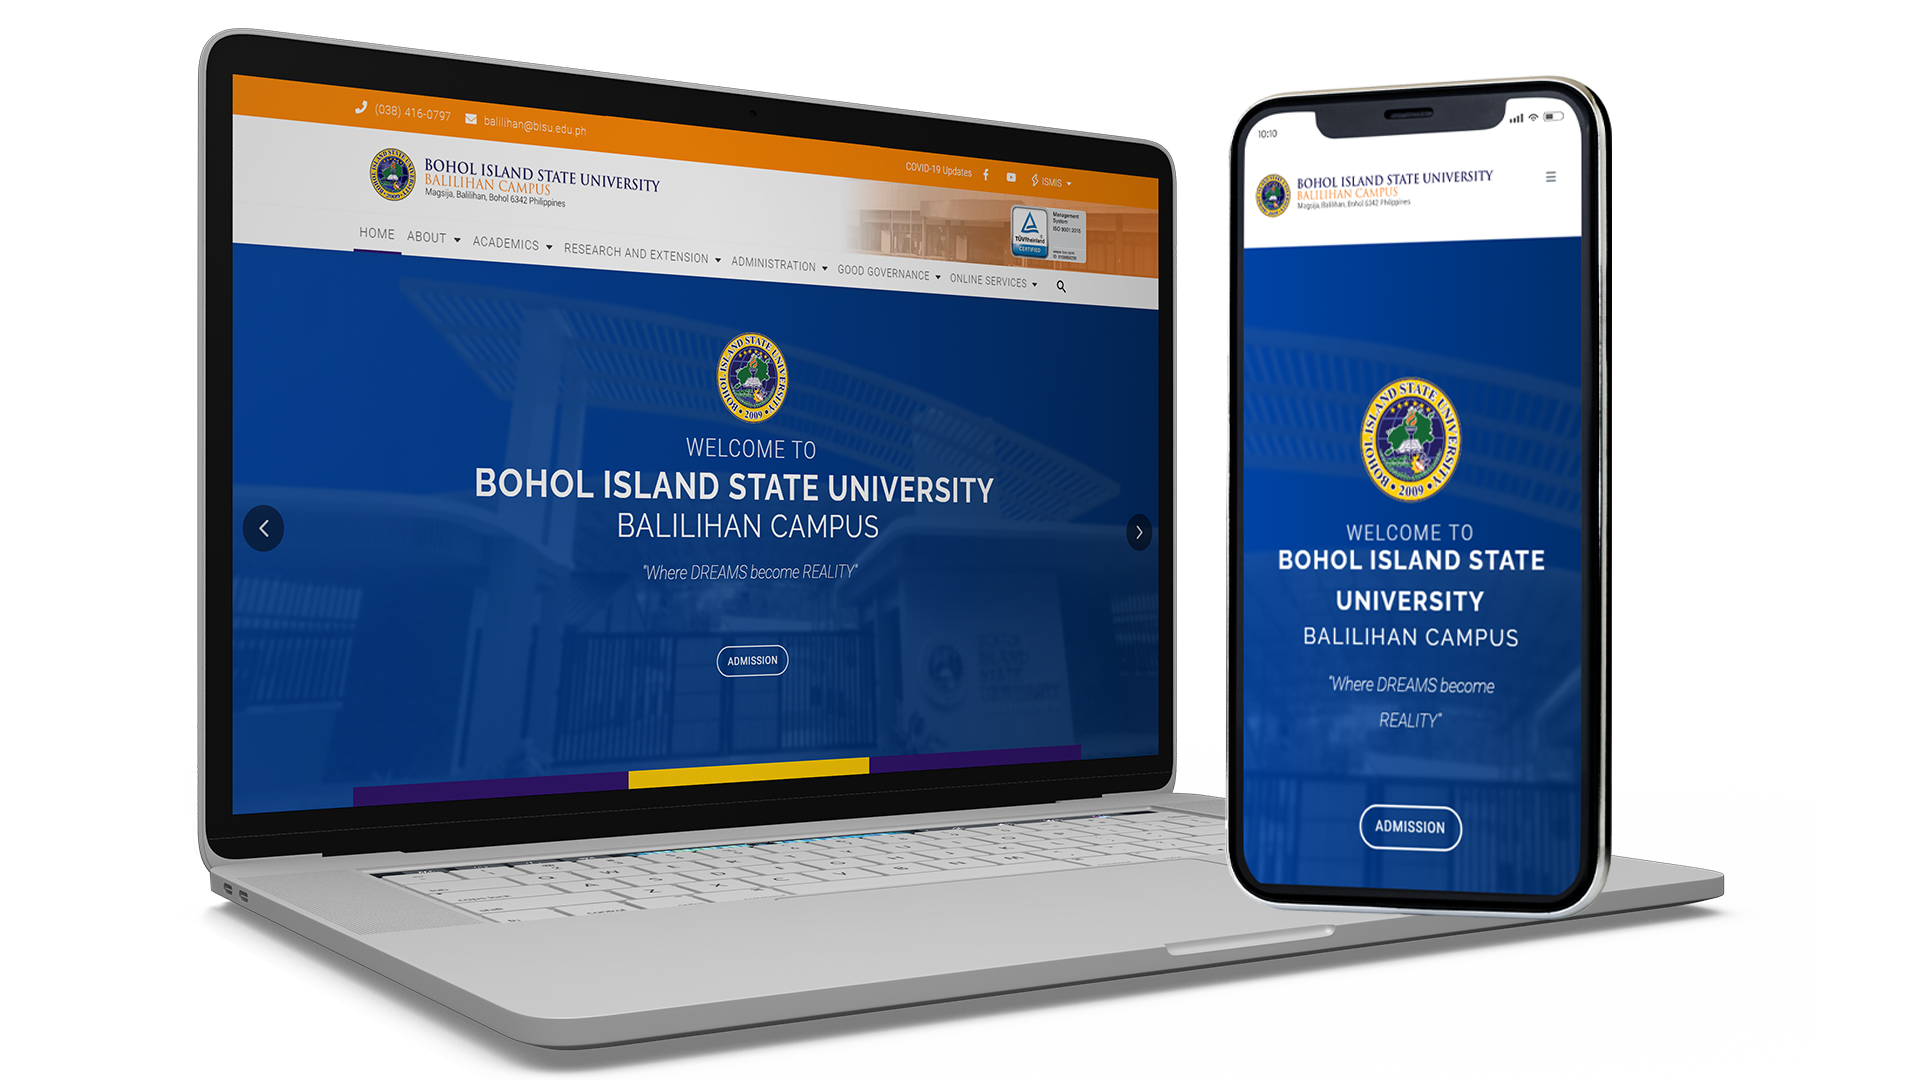 (038) 416-0797
balilihan@bisu.edu.ph
COVID-19 Updates
ISMIS
BOHOL ISLAND STATE UNIVERSITY
BALILIHAN CAMPUS
Magsija, Balilihan, Bohol 6342 Philippines
TÜVRheinland
CERTIFIED
Management
System
ISO 9001:2015
HOME
ABOUT
ACADEMICS
RESEARCH AND EXTENSION
ADMINISTRATION
GOOD GOVERNANCE
ONLINE SERVICES
BOHOL ISLAND STATE UNIVERSITY
2009
WELCOME TO
BOHOL ISLAND STATE UNIVERSITY
BALILIHAN CAMPUS
"Where DREAMS become REALITY"
ADMISSION
10:10
BOHOL ISLAND STATE UNIVERSITY
BALILIHAN CAMPUS
Magsija, Balilihan, Bohol 6342 Philippines
BOHOL ISLAND STATE UNIVERSITY
2009
WELCOME TO
BOHOL ISLAND STATE
UNIVERSITY
BALILIHAN CAMPUS
"Where DREAMS become
REALITY"
ADMISSION